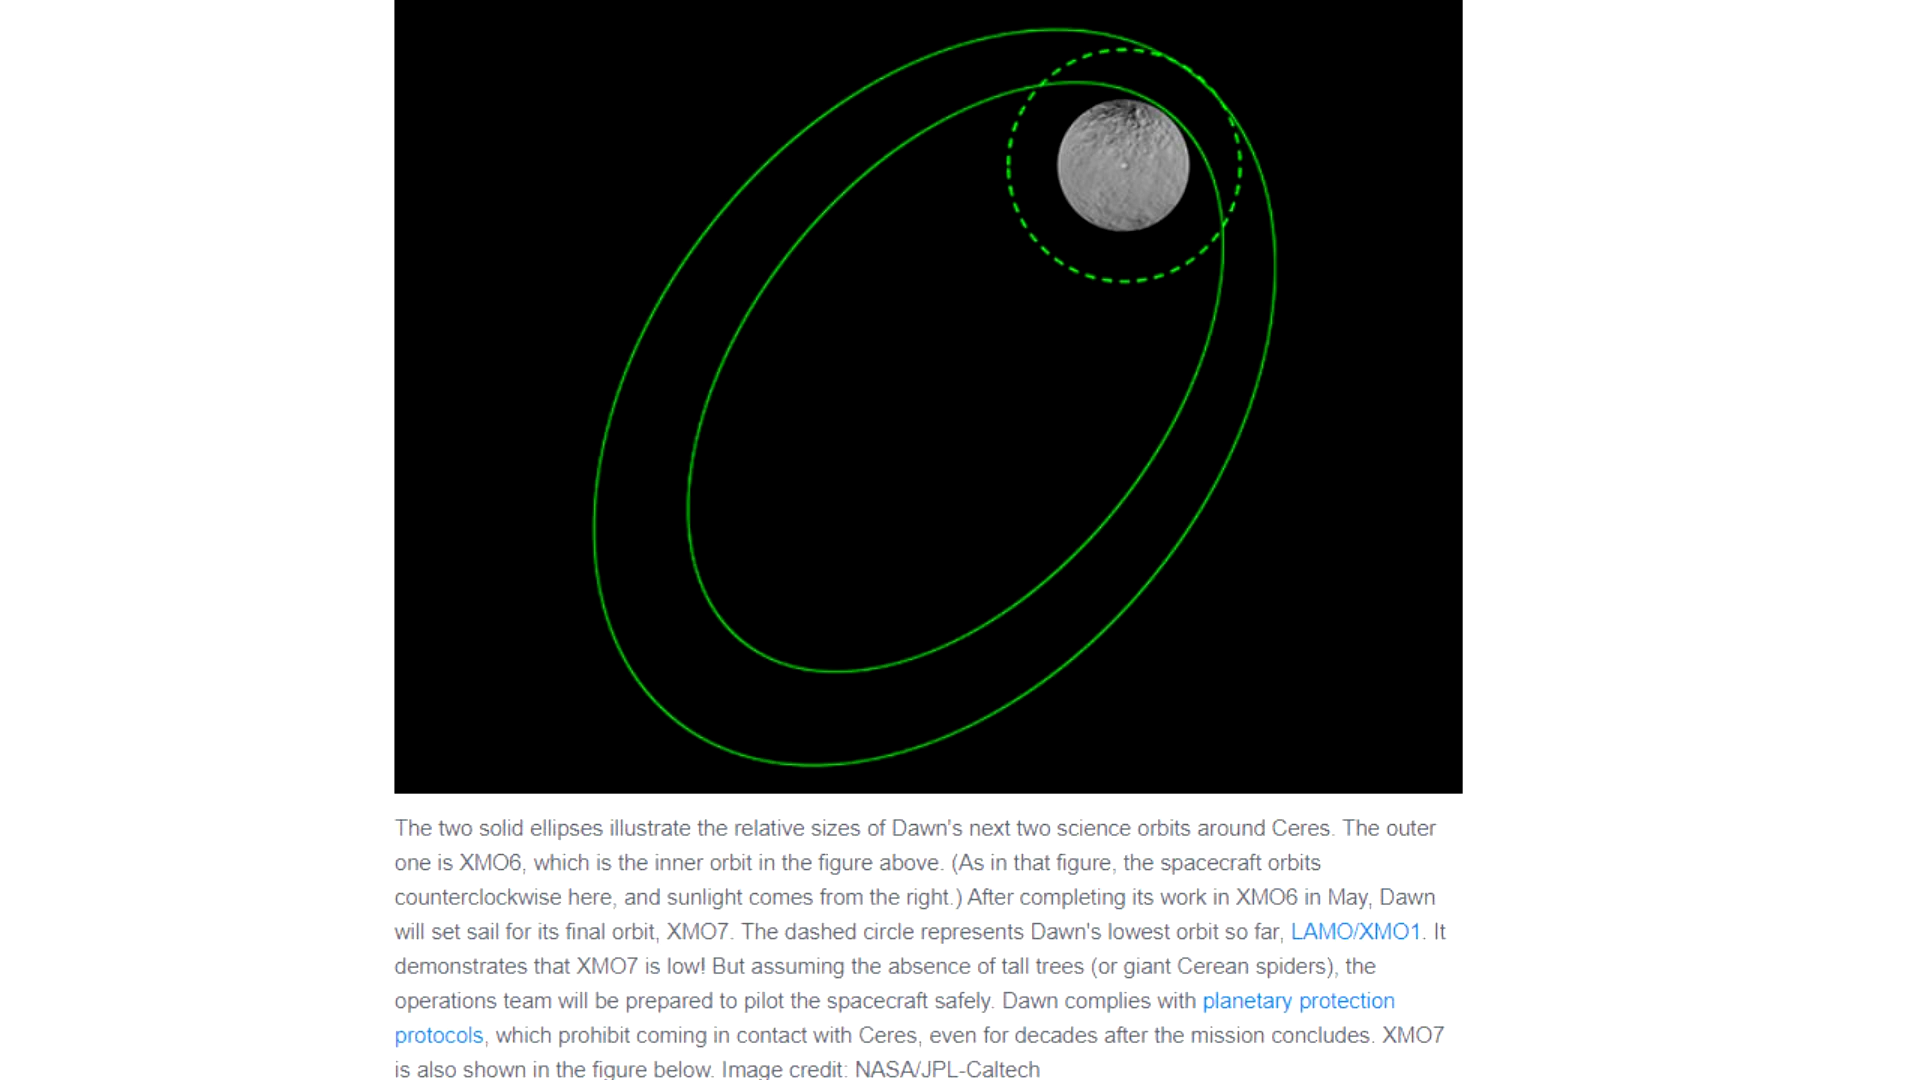 The two solid ellipses illustrate the relative sizes of Dawn's next two science orbits around Ceres. The outer
one is XMO6, which is the inner orbit in the figure above. (As in that figure, the spacecraft orbits
counterclockwise here, and sunlight comes from the right.) After completing its work in XMO6 in May, Dawn
will set sail for its final orbit, XMO7. The dashed circle represents Dawn's lowest orbit so far, LAMO/XMO1. It
demonstrates that XMO7 is low! But assuming the absence of tall trees (or giant Cerean spiders), the
operations team will be prepared to pilot the spacecraft safely. Dawn complies with planetary protection
protocols, which prohibit coming in contact with Ceres, even for decades after the mission concludes. XMO7
is also shown in the figure below. Image credit: NASA/JPL-Caltech